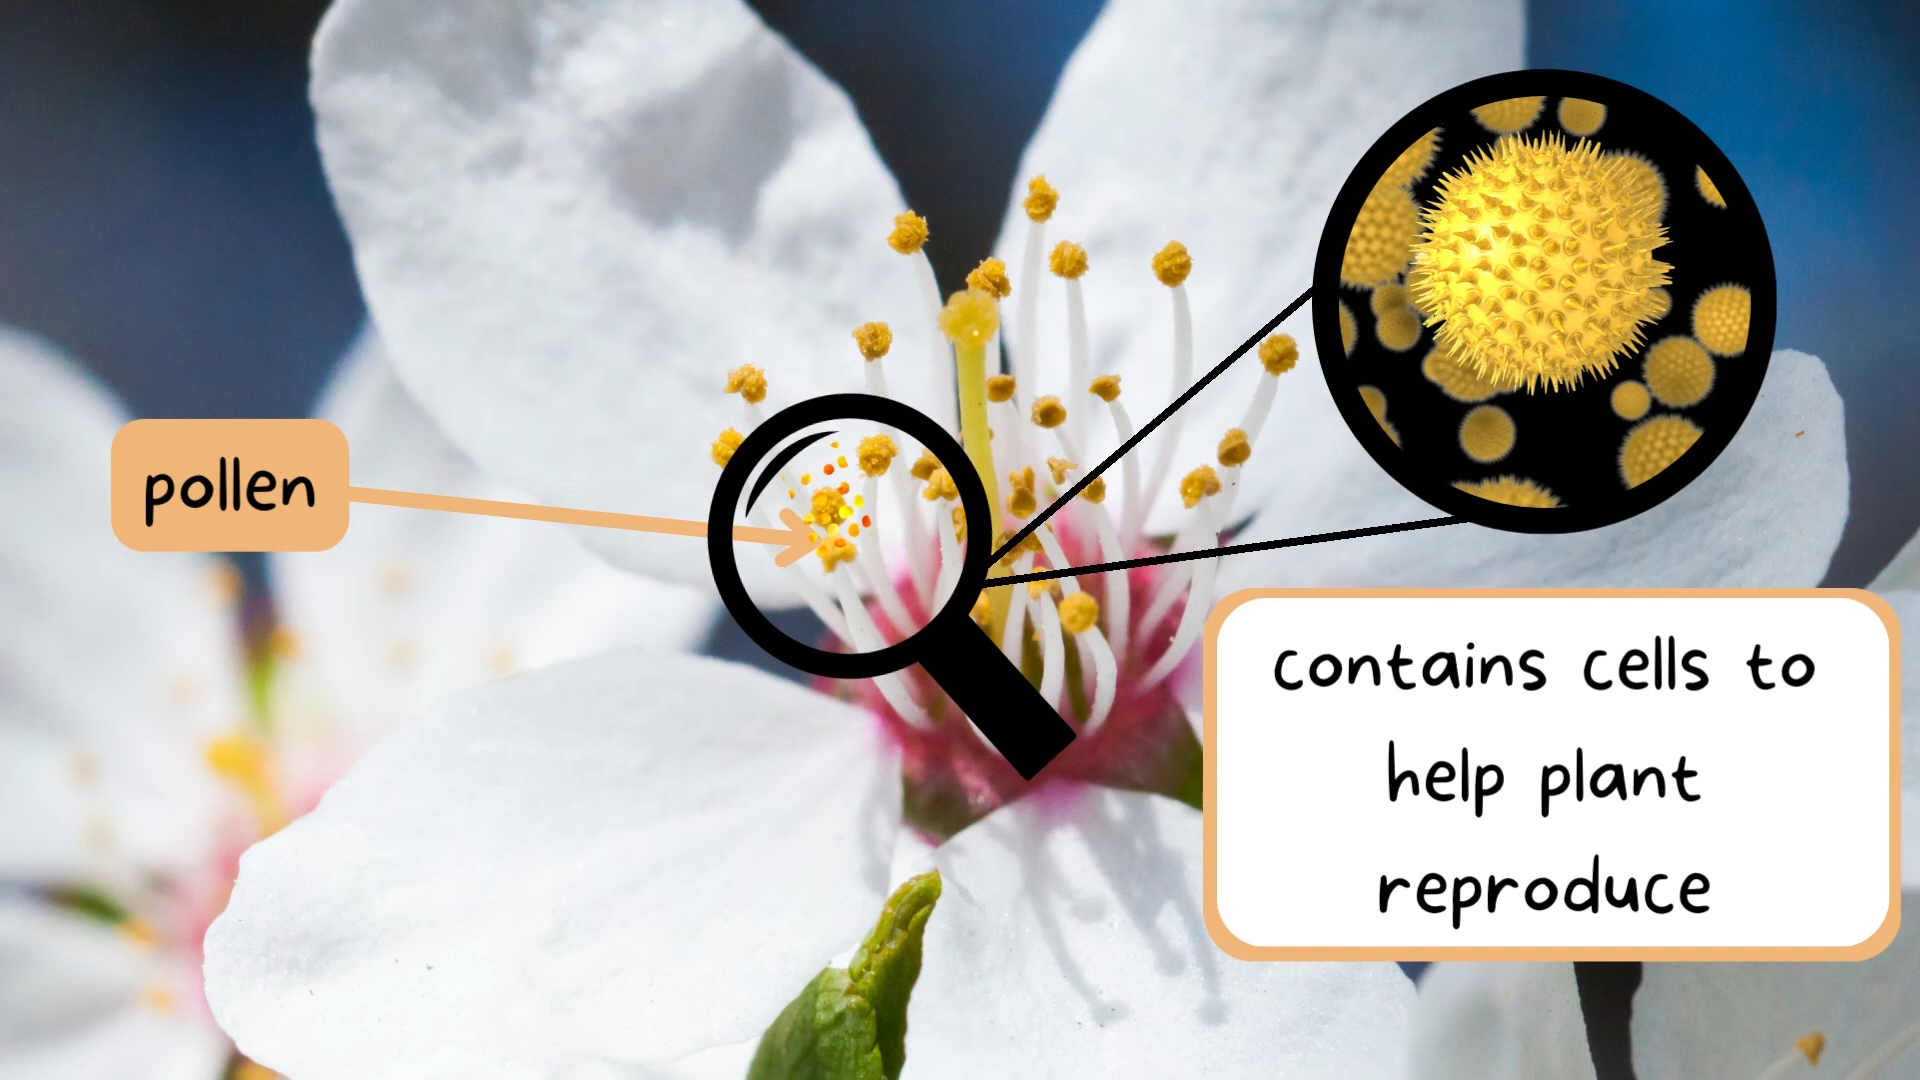 pollen
contains cells to
help plant
reproduce